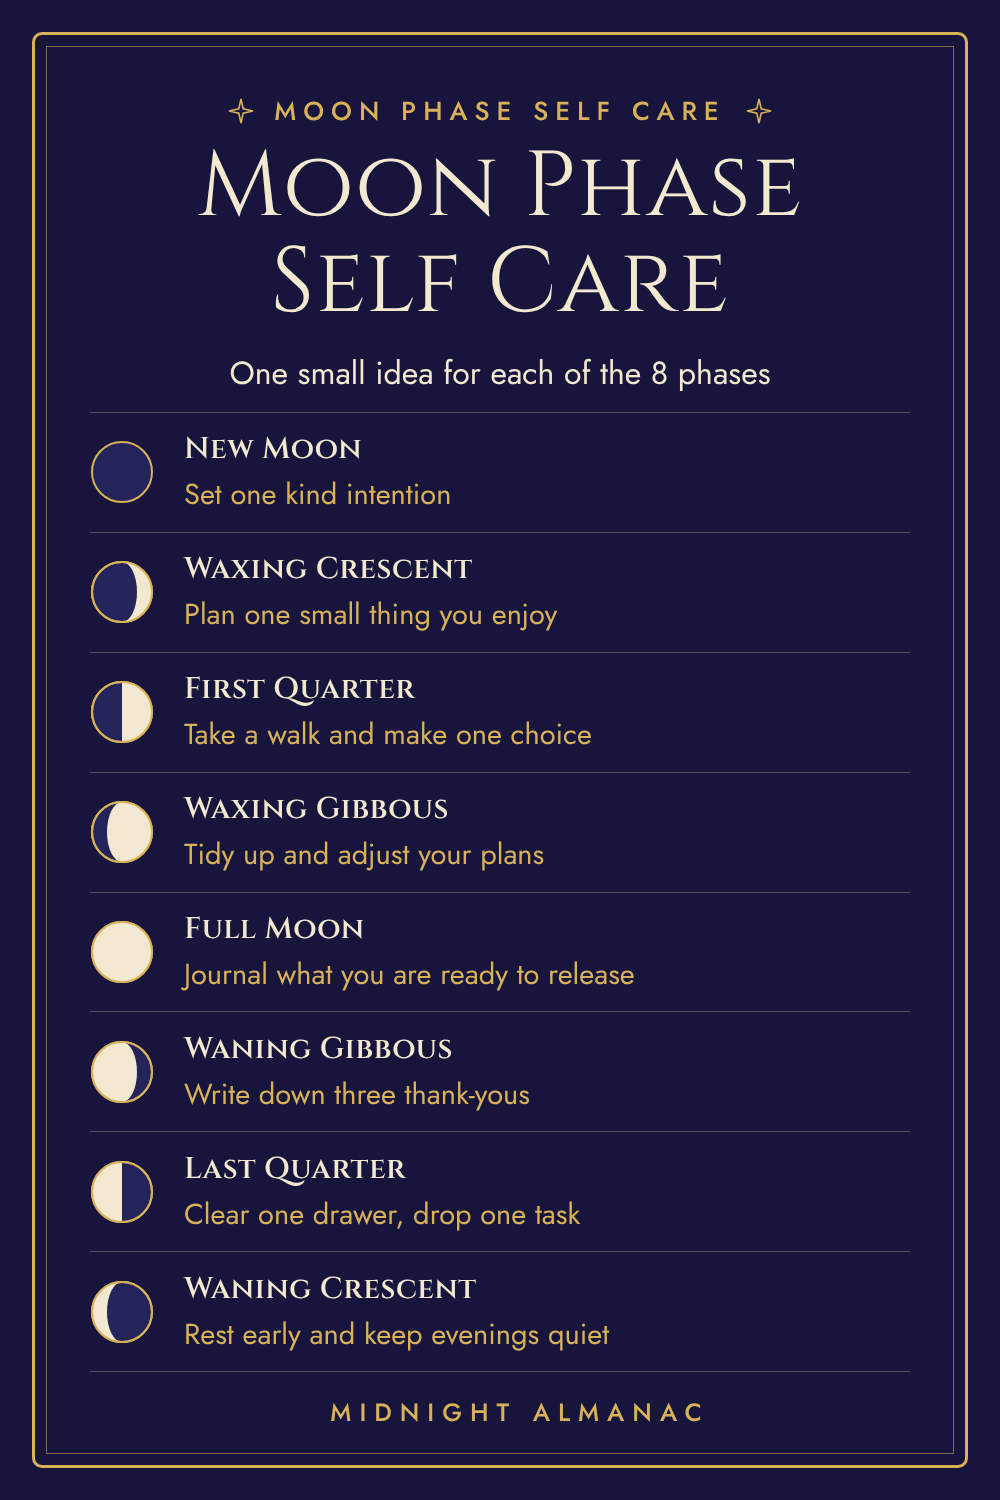 MOON PHASE SELF CARE
Moon Phase
Self Care
One small idea for each of the 8 phases
New Moon
Set one kind intention
Waxing Crescent
Plan one small thing you enjoy
First Quarter
Take a walk and make one choice
Waxing Gibbous
Tidy up and adjust your plans
Full Moon
Journal what you are ready to release
Waning Gibbous
Write down three thank-yous
Last Quarter
Clear one drawer, drop one task
Waning Crescent
Rest early and keep evenings quiet
MIDNIGHT ALMANAC